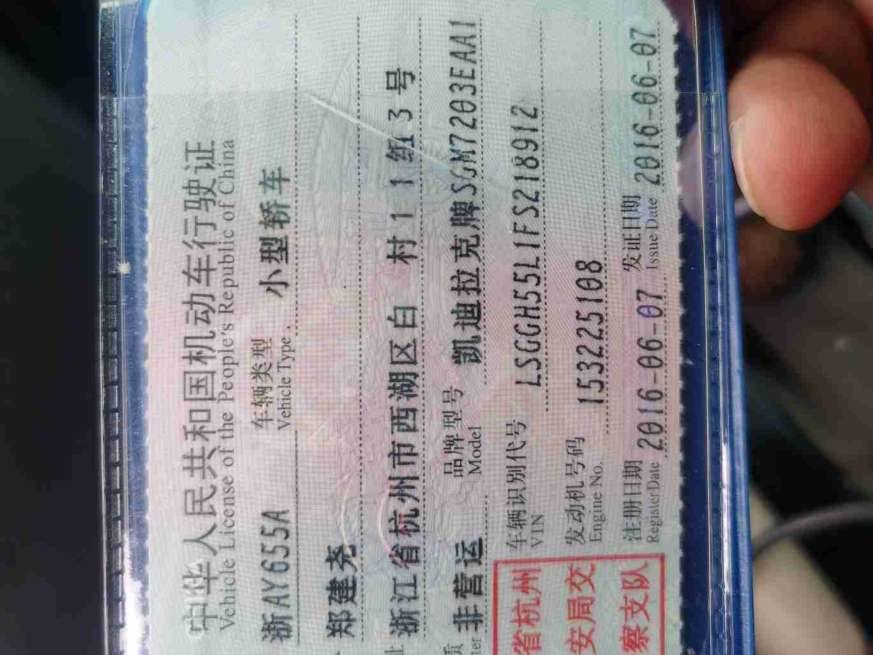 中华人民共和国机动车行驶证
Vehicle License of the People's Republic of China
浙AY655A 车辆类型 小型轿车
Vehicle Type
郑建尧
浙江省杭州市西湖区白 村11组3号
非营运 品牌型号 凯迪拉克牌SGM7203EAA1
Model
省杭州 车辆识别代号 LSGGH55L1FS218912
VIN
安局交 发动机号码 153225108
Engine No.
察支队 注册日期 2016-06-07 发证日期 2016-06-07
Register Date Issue Date